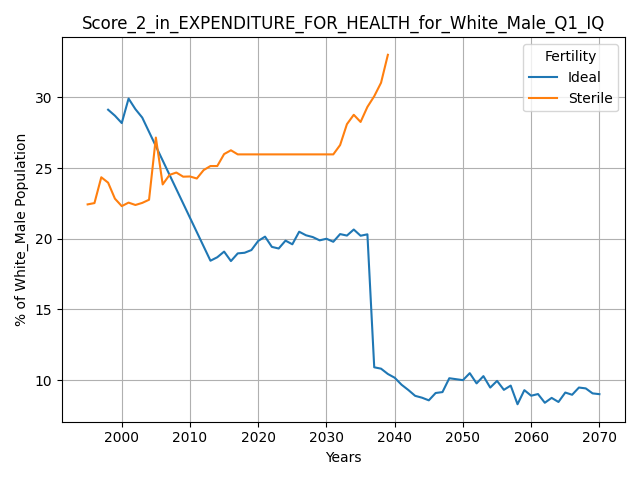 Score_2_in_EXPENDITURE_FOR_HEALTH_for_White_Male_Q1_IQ
Fertility
Ideal
Sterile
% of White_Male Population
30
25
20
15
10
2000 2010 2020 2030 2040 2050 2060 2070
Years